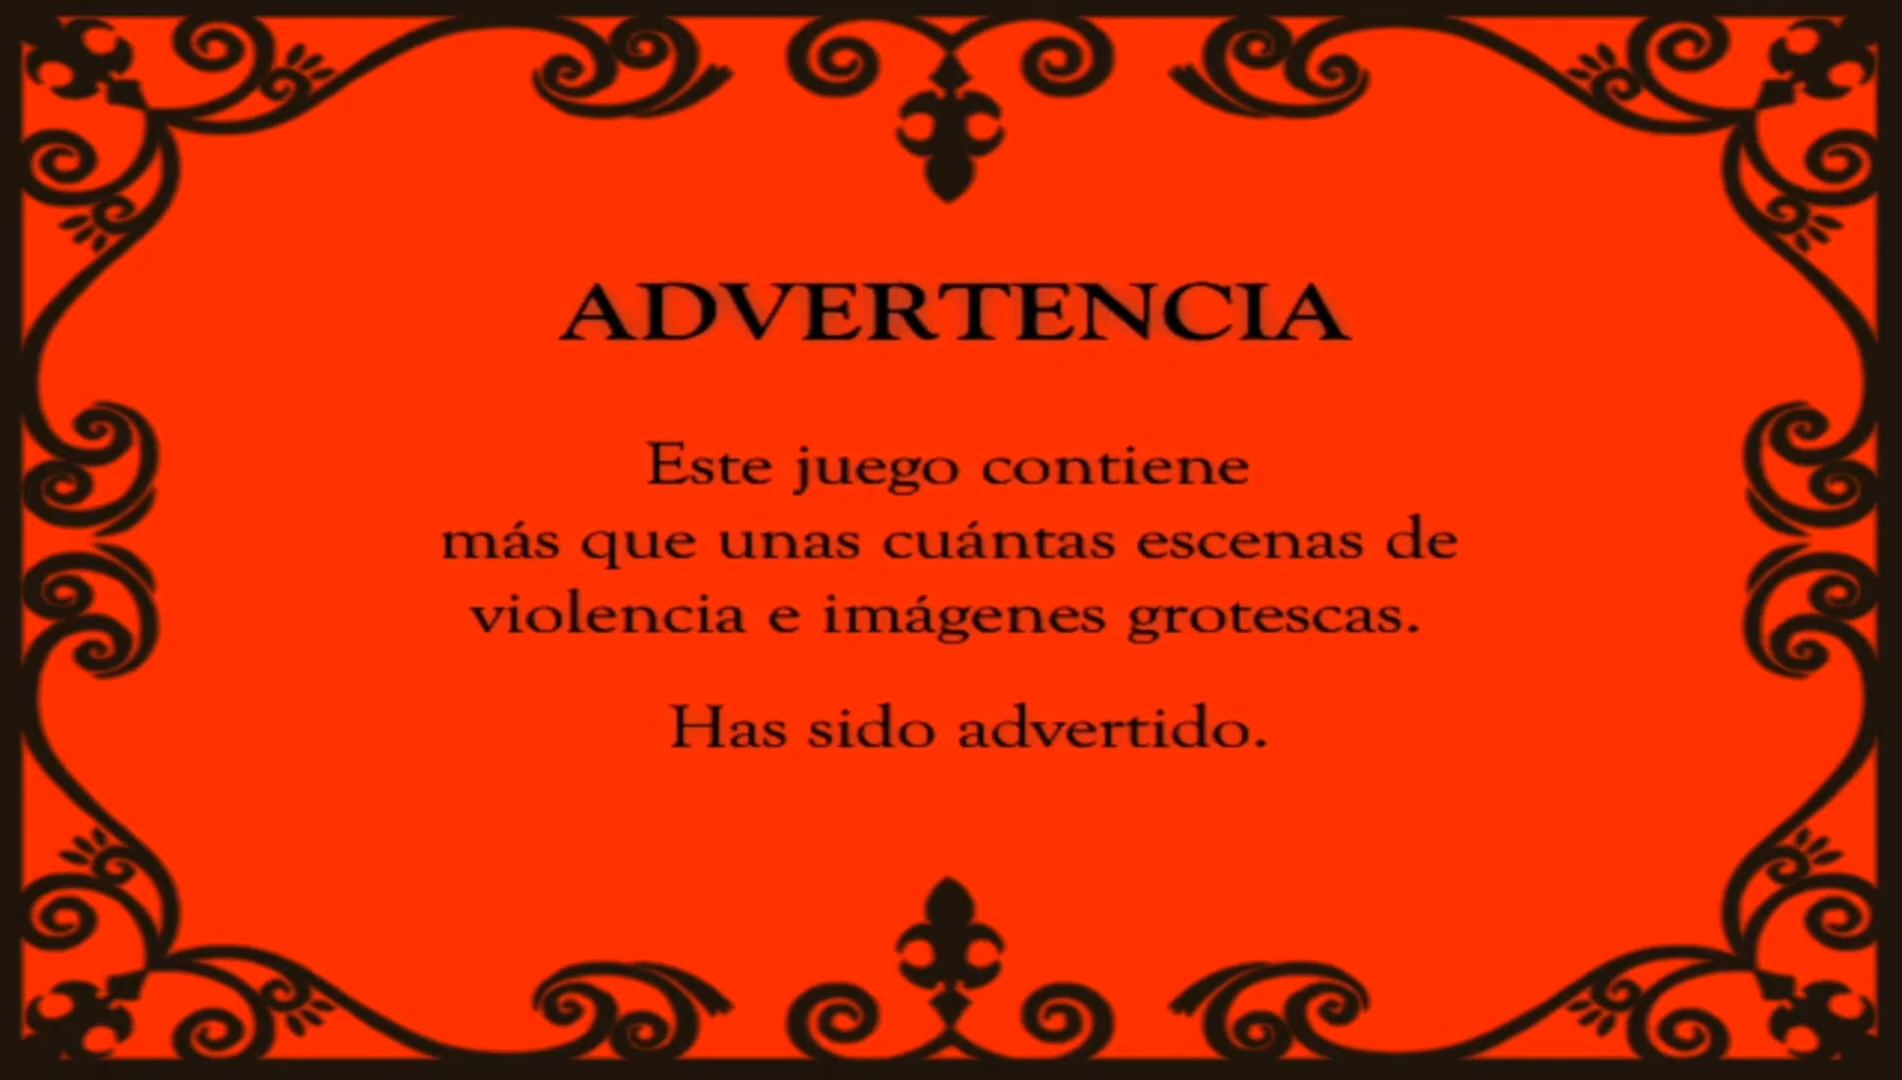 ADVERTENCIA
Este juego contiene
más que unas cuántas escenas de
violencia e imágenes grotescas.
Has sido advertido.